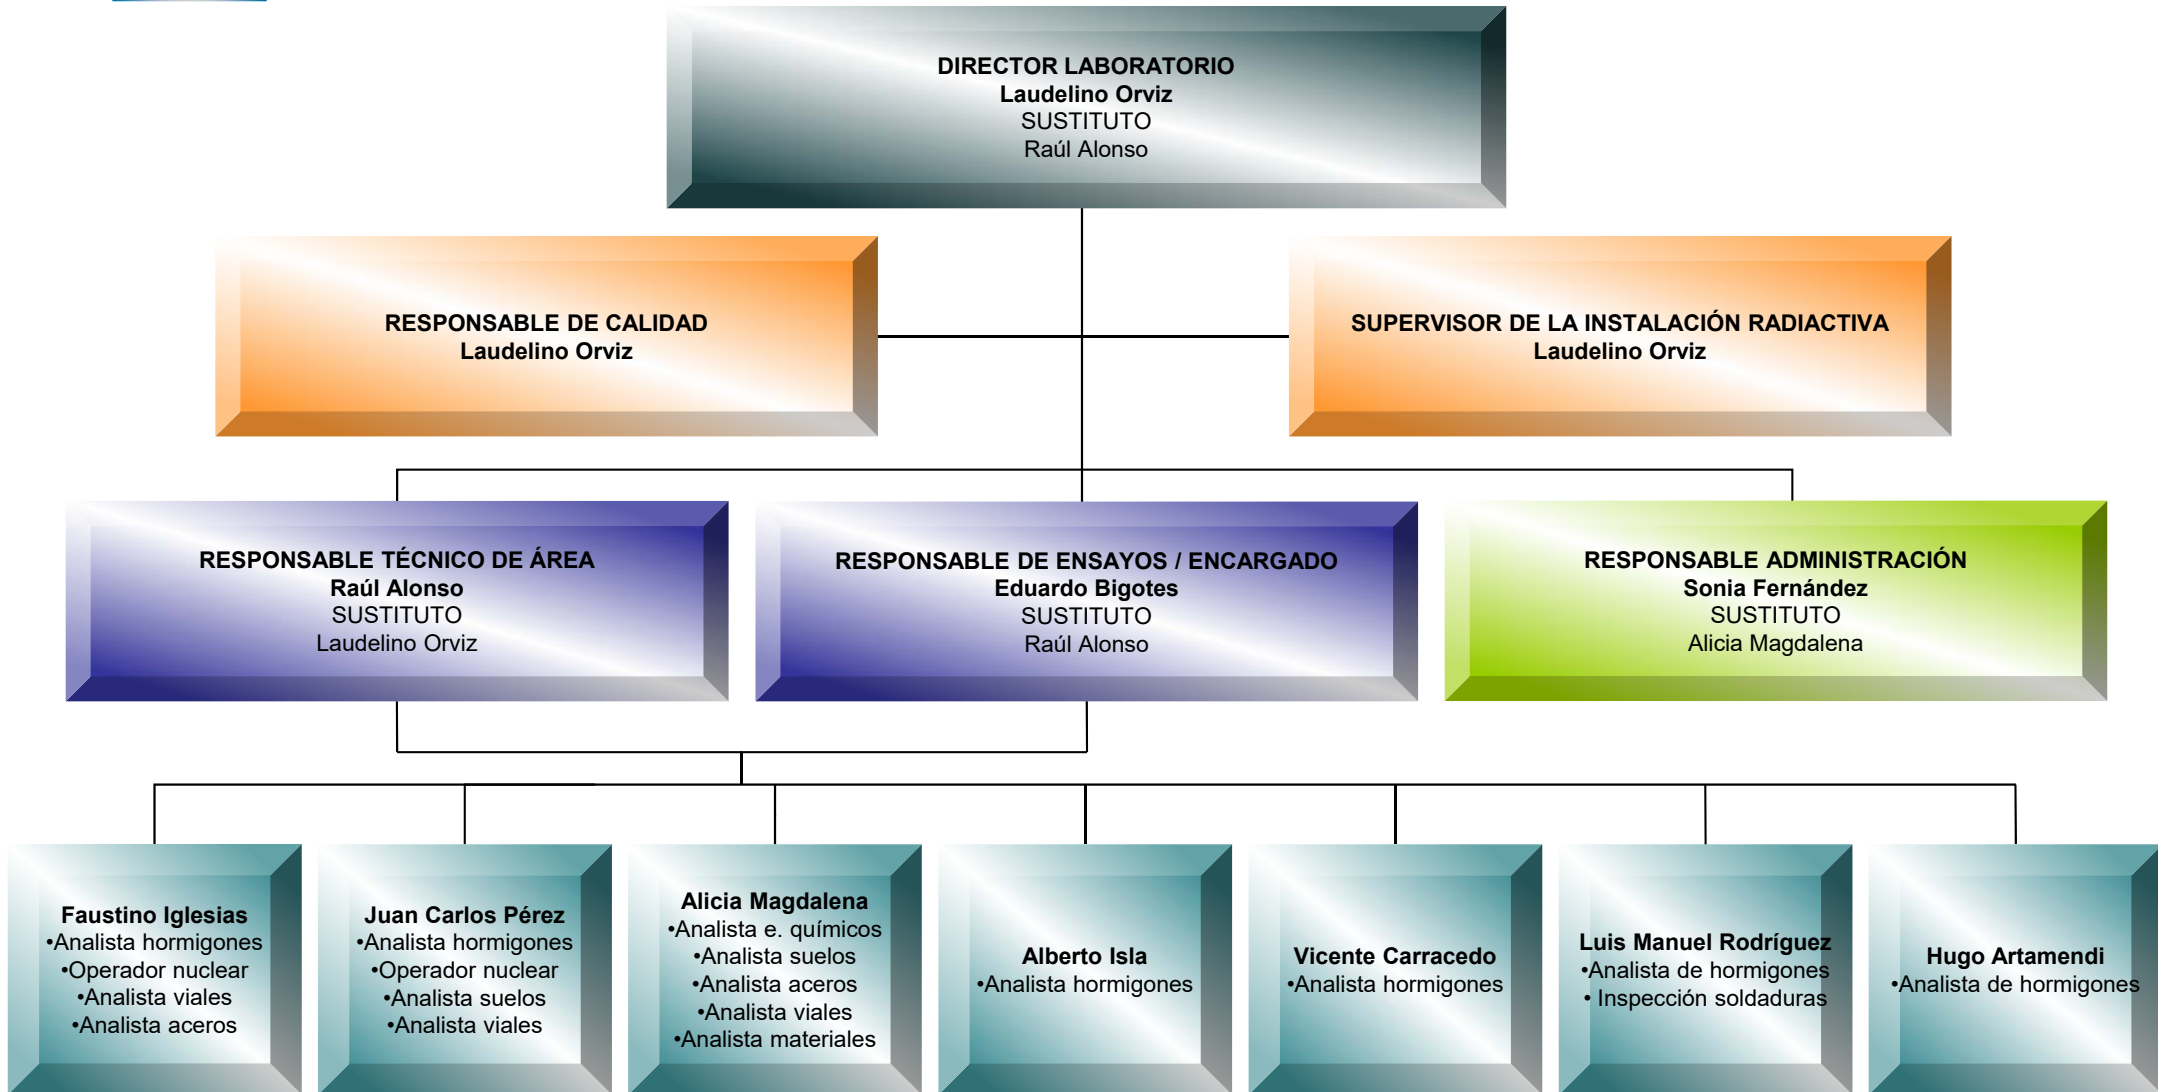 DIRECTOR LABORATORIO
Laudelino Orviz
SUSTITUTO
Raúl Alonso
RESPONSABLE DE CALIDAD
Laudelino Orviz
SUPERVISOR DE LA INSTALACIÓN RADIACTIVA
Laudelino Orviz
RESPONSABLE TÉCNICO DE ÁREA
Raúl Alonso
SUSTITUTO
Laudelino Orviz
RESPONSABLE DE ENSAYOS / ENCARGADO
Eduardo Bigotes
SUSTITUTO
Raúl Alonso
RESPONSABLE ADMINISTRACIÓN
Sonia Fernández
SUSTITUTO
Alicia Magdalena
Faustino Iglesias
•Analista hormigones
•Operador nuclear
•Analista viales
•Analista aceros
Juan Carlos Pérez
•Analista hormigones
•Operador nuclear
•Analista suelos
•Analista viales
Alicia Magdalena
•Analista e. químicos
•Analista suelos
•Analista aceros
•Analista viales
•Analista materiales
Alberto Isla
•Analista hormigones
Vicente Carracedo
•Analista hormigones
Luis Manuel Rodríguez
•Analista de hormigones
• Inspección soldaduras
Hugo Artamendi
•Analista de hormigones